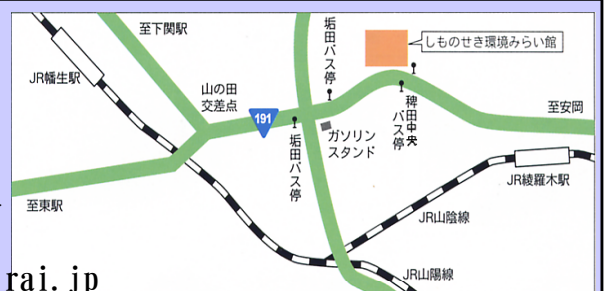 至下関駅
JR幡生駅
山の田
交差点
191
垢田バス停
垢田バス停
ガソリン
スタンド
しものせき環境みらい館
稗田中央
バス停
至安岡
JR綾羅木駅
至東駅
JR山陰線
JR山陽線
rai.jp